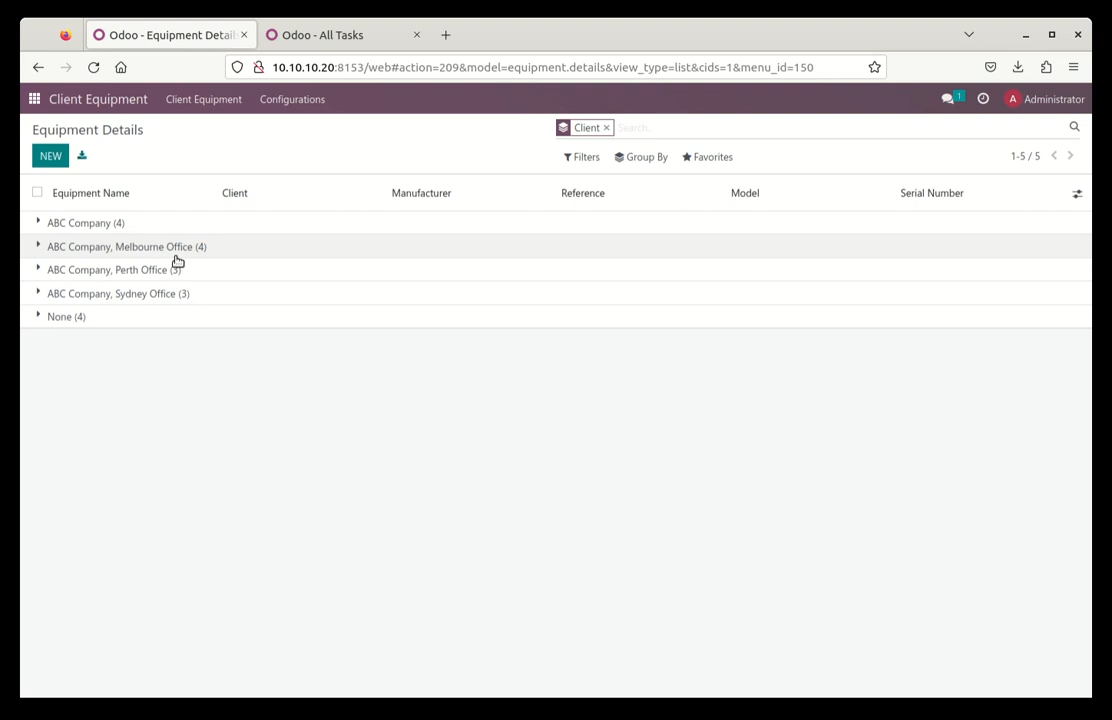 Odoo - Equipment Detail
Odoo - All Tasks
10.10.10.20:8153/web#action=209&model=equipment.details&view_type=list&cids=1&menu_id=150
Client Equipment
Client Equipment
Configurations
1
A
Administrator
Equipment Details
Client
Search...
NEW
Filters
Group By
Favorites
1-5 / 5
Equipment Name
Client
Manufacturer
Reference
Model
Serial Number
ABC Company (4)
ABC Company, Melbourne Office (4)
ABC Company, Perth Office (3)
ABC Company, Sydney Office (3)
None (4)